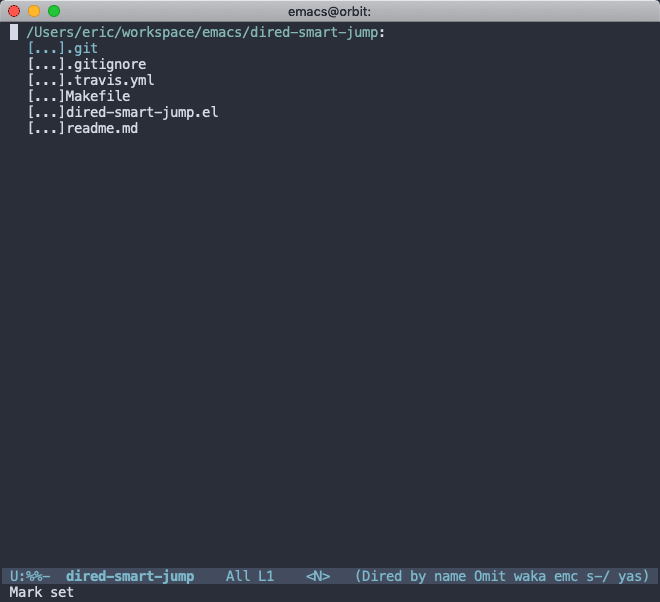 emacs@orbit:
/Users/eric/workspace/emacs/dired-smart-jump:
[...].git
[...].gitignore
[...].travis.yml
[...]Makefile
[...]dired-smart-jump.el
[...]readme.md
U:%%- dired-smart-jump All L1 <N> (Dired by name Omit waka emc s-/ yas)
Mark set